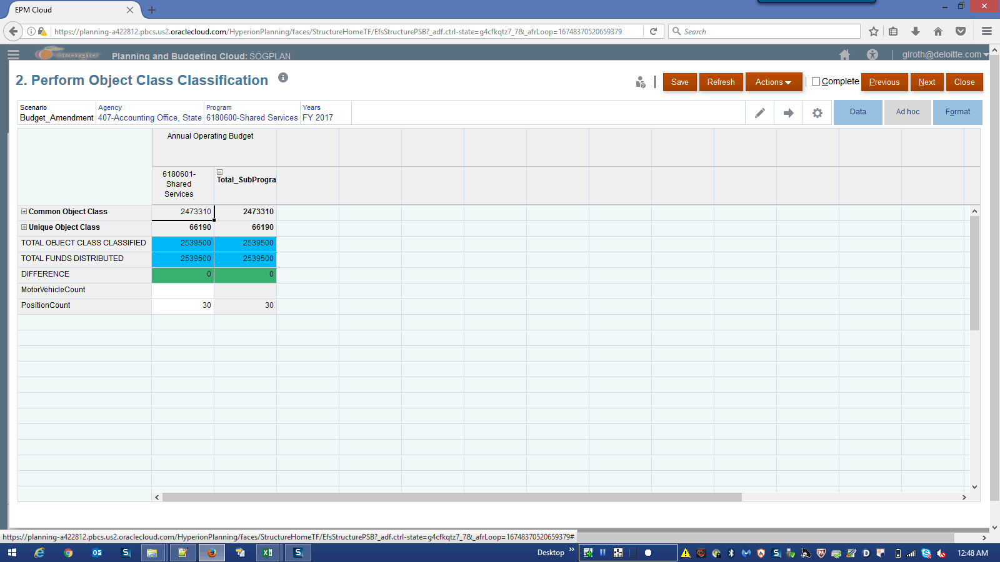 EPM Cloud
https://planning-a422812.pbcs.us2.oraclecloud.com/HyperionPlanning/faces/StructureHomeTF/EfsStructurePSB?_adf.ctrl-state=g4cfkqtz7_7&_afrLoop=16748370520659379
Search
Georgia
Planning and Budgeting Cloud: SOGPLAN
glroth@deloitte.com
2. Perform Object Class Classification
Save
Refresh
Actions
Complete
Previous
Next
Close
Scenario Agency Program Years
Budget_Amendment 407-Accounting Office, State 6180600-Shared Services FY 2017
Data
Ad hoc
Format
Annual Operating Budget
6180601-
Shared
Services
Total_SubProgra
Common Object Class 2473310 2473310
Unique Object Class 66190 66190
TOTAL OBJECT CLASS CLASSIFIED 2539500 2539500
TOTAL FUNDS DISTRIBUTED 2539500 2539500
DIFFERENCE 0 0
MotorVehicleCount
PositionCount 30 30
https://planning-a422812.pbcs.us2.oraclecloud.com/HyperionPlanning/faces/StructureHomeTF/EfsStructurePSB?_adf.ctrl-state=g4cfkqtz7_7&_afrLoop=16748370520659379#
Desktop
12:48 AM